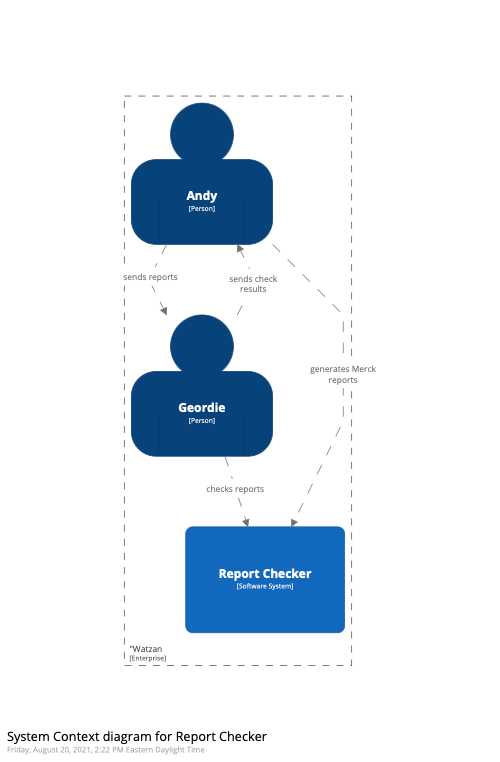 Andy
[Person]
sends reports
sends check
results
generates Merck
reports
Geordie
[Person]
checks reports
Report Checker
[Software System]
"Watzan
[Enterprise]
System Context diagram for Report Checker
Friday, August 20, 2021, 2:22 PM Eastern Daylight Time